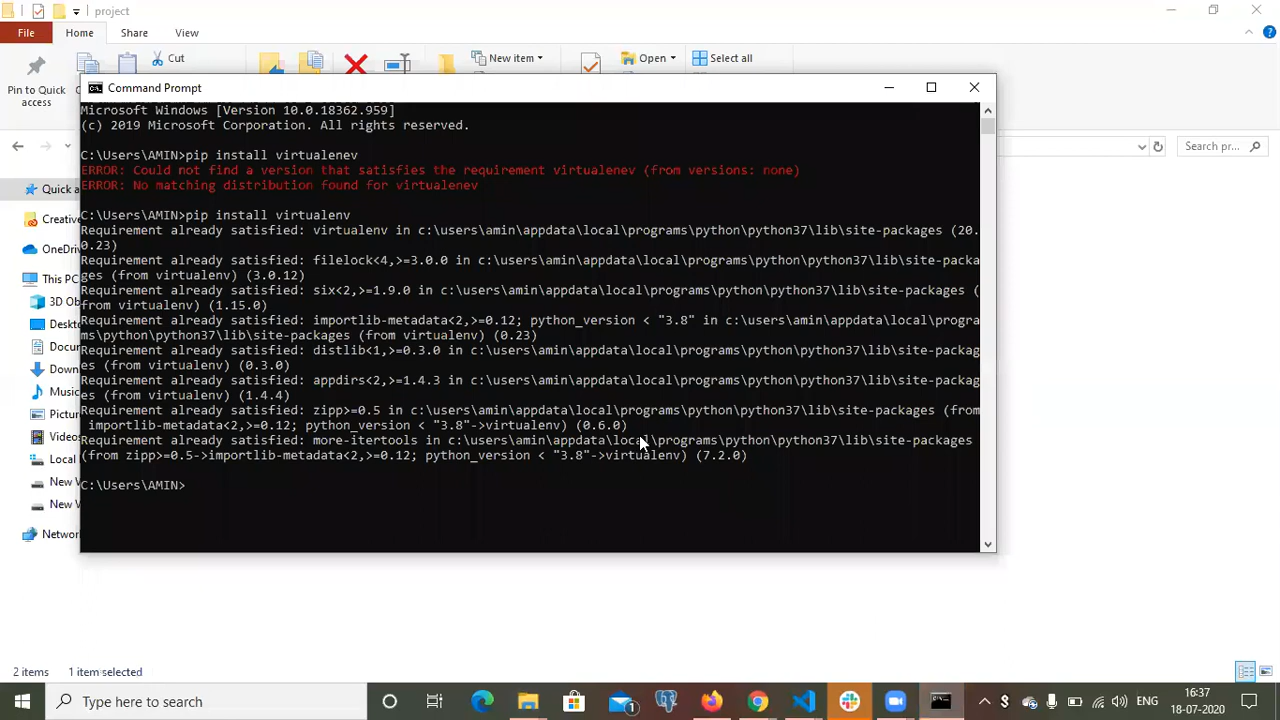 project
File
Home
Share
View
Pin to Quick
access
Cut
New item
Open
Select all
Command Prompt
Microsoft Windows [Version 10.0.18362.959]
(c) 2019 Microsoft Corporation. All rights reserved.
C:\Users\AMIN>pip install virtualenev
ERROR: Could not find a version that satisfies the requirement virtualenev (from versions: none)
ERROR: No matching distribution found for virtualenev
C:\Users\AMIN>pip install virtualenv
Requirement already satisfied: virtualenv in c:\users\amin\appdata\local\programs\python\python37\lib\site-packages (20.
0.23)
Requirement already satisfied: filelock<4,>=3.0.0 in c:\users\amin\appdata\local\programs\python\python37\lib\site-packa
ges (from virtualenv) (3.0.12)
Requirement already satisfied: six<2,>=1.9.0 in c:\users\amin\appdata\local\programs\python\python37\lib\site-packages (
from virtualenv) (1.15.0)
Requirement already satisfied: importlib-metadata<2,>=0.12; python_version < "3.8" in c:\users\amin\appdata\local\progra
ms\python\python37\lib\site-packages (from virtualenv) (0.23)
Requirement already satisfied: distlib<1,>=0.3.0 in c:\users\amin\appdata\local\programs\python\python37\lib\site-packag
es (from virtualenv) (0.3.0)
Requirement already satisfied: appdirs<2,>=1.4.3 in c:\users\amin\appdata\local\programs\python\python37\lib\site-packag
es (from virtualenv) (1.4.4)
Requirement already satisfied: zipp>=0.5 in c:\users\amin\appdata\local\programs\python\python37\lib\site-packages (from
importlib-metadata<2,>=0.12; python_version < "3.8"->virtualenv) (0.6.0)
Requirement already satisfied: more-itertools in c:\users\amin\appdata\local\programs\python\python37\lib\site-packages
(from zipp>=0.5->importlib-metadata<2,>=0.12; python_version < "3.8"->virtualenv) (7.2.0)
C:\Users\AMIN>
Search pr...
Quick a
Creative
OneDriv
This PC
3D Ob
Deskto
Docum
Down
Music
Pictur
Videos
Local
New V
New V
Networ
2 items
1 item selected
Type here to search
1
ENG
16:37
18-07-2020